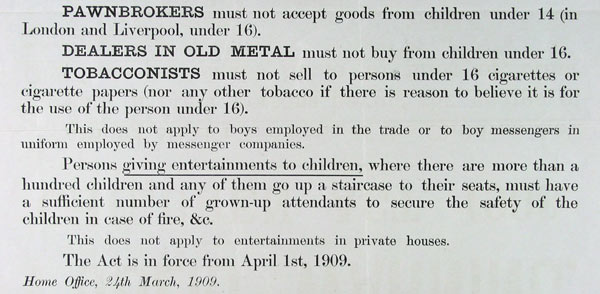 PAWNBROKERS must not accept goods from children under 14 (in
London and Liverpool, under 16).
DEALERS IN OLD METAL must not buy from children under 16.
TOBACCONISTS must not sell to persons under 16 cigarettes or
cigarette papers (nor any other tobacco if there is reason to believe it is for
the use of the person under 16).
This does not apply to boys employed in the trade or to boy messengers in
uniform employed by messenger companies.
Persons giving entertainments to children, where there are more than a
hundred children and any of them go up a staircase to their seats, must have
a sufficient number of grown-up attendants to secure the safety of the
children in case of fire, &c.
This does not apply to entertainments in private houses.
The Act is in force from April 1st, 1909.
Home Office, 24th March, 1909.